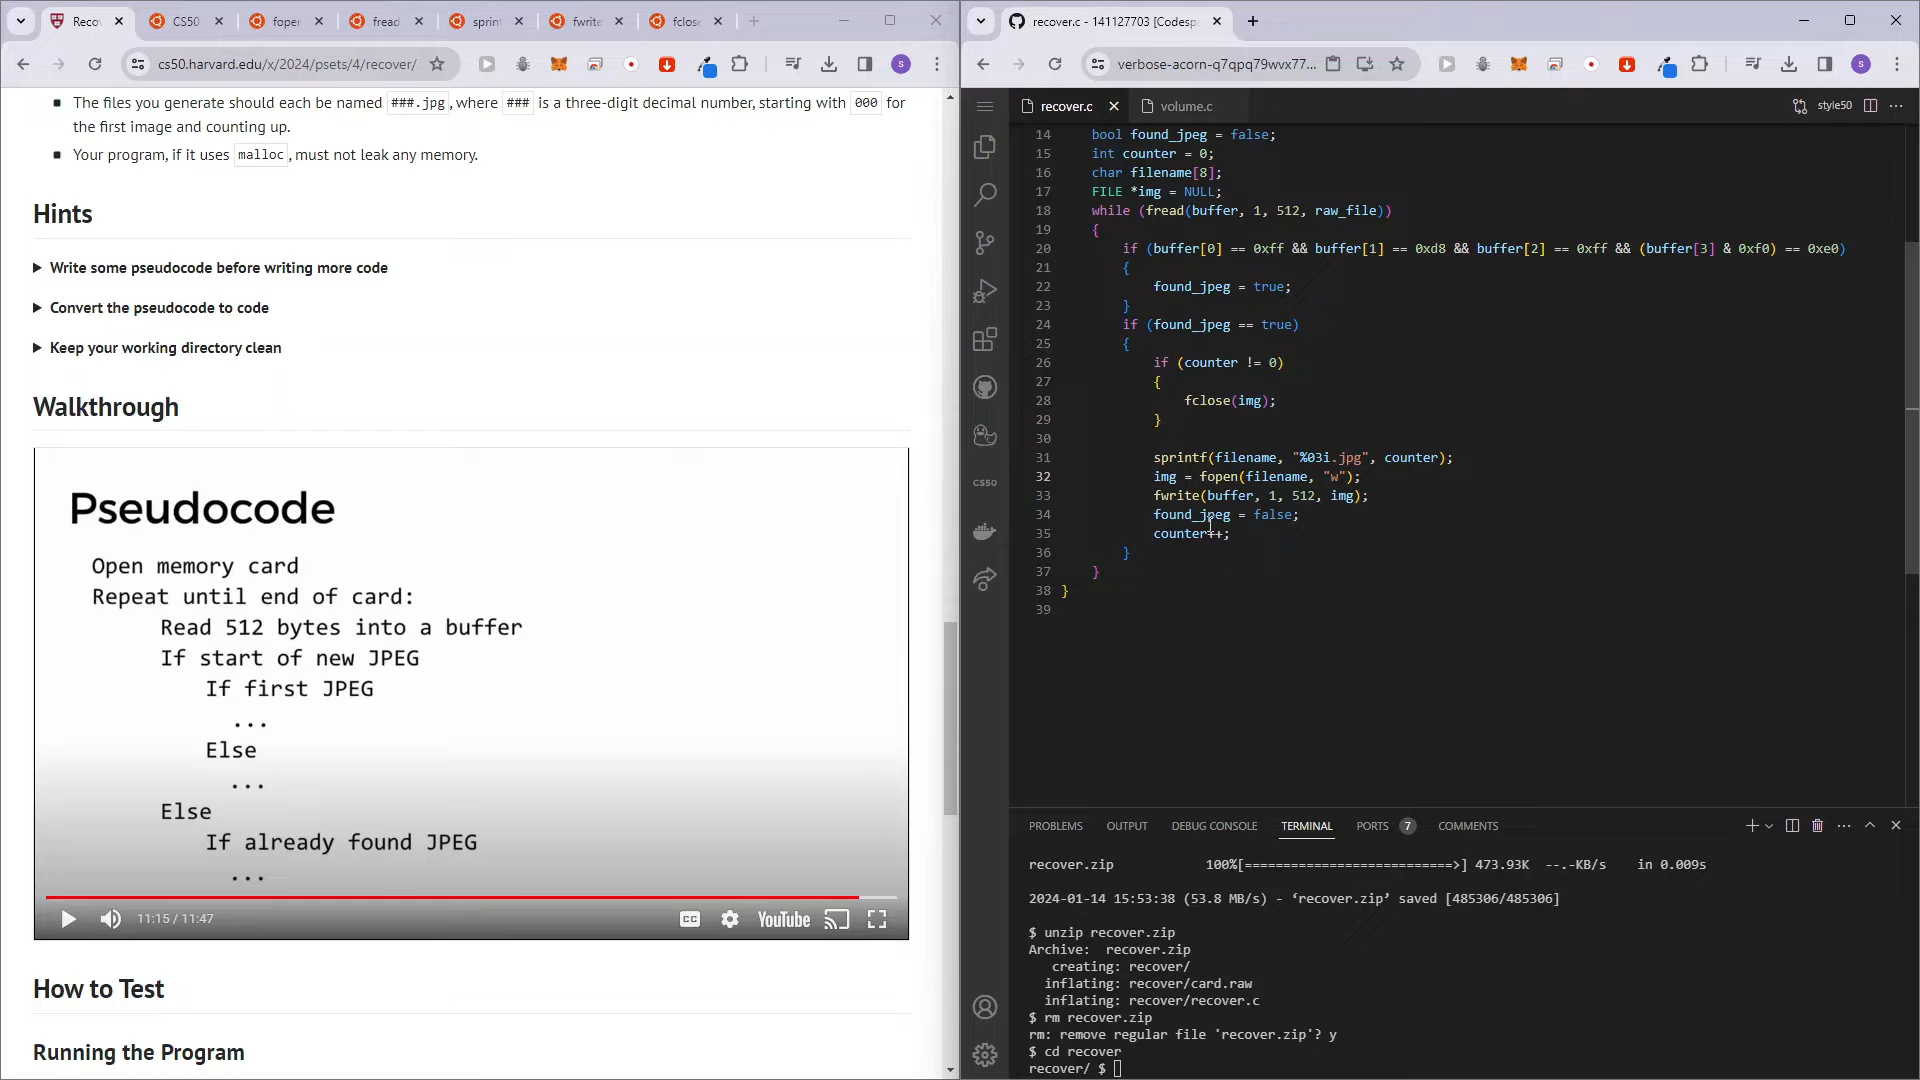 Reco
CS50
foper
fread
sprin
fwrite
fclos
cs50.harvard.edu/x/2024/psets/4/recover/
S
The files you generate should each be named ###.jpg, where ### is a three-digit decimal number, starting with 000 for
the first image and counting up.
Your program, if it uses malloc, must not leak any memory.
Hints
Write some pseudocode before writing more code
Convert the pseudocode to code
Keep your working directory clean
Walkthrough
Pseudocode
Open memory card
Repeat until end of card:
Read 512 bytes into a buffer
If start of new JPEG
If first JPEG
...
Else
...
Else
If already found JPEG
...
11:15 / 11:47
CC
YouTube
How to Test
Running the Program
recover.c - 141127703 [Codesp
verbose-acorn-q7qpq79wvx77...
S
recover.c
volume.c
style50
CS50
14 bool found_jpeg = false;
15 int counter = 0;
16 char filename[8];
17 FILE *img = NULL;
18 while (fread(buffer, 1, 512, raw_file))
19 {
20 if (buffer[0] == 0xff && buffer[1] == 0xd8 && buffer[2] == 0xff && (buffer[3] & 0xf0) == 0xe0)
21 {
22 found_jpeg = true;
23 }
24 if (found_jpeg == true)
25 {
26 if (counter != 0)
27 {
28 fclose(img);
29 }
30
31 sprintf(filename, "%03i.jpg", counter);
32 img = fopen(filename, "w");
33 fwrite(buffer, 1, 512, img);
34 found_jpeg = false;
35 counter++;
36 }
37 }
38 }
39
PROBLEMS OUTPUT DEBUG CONSOLE TERMINAL PORTS 7 COMMENTS
recover.zip 100%[===========================>] 473.93K --.-KB/s in 0.009s
2024-01-14 15:53:38 (53.8 MB/s) - ‘recover.zip’ saved [485306/485306]
$ unzip recover.zip
Archive: recover.zip
creating: recover/
inflating: recover/card.raw
inflating: recover/recover.c
$ rm recover.zip
rm: remove regular file 'recover.zip'? y
$ cd recover
recover/ $